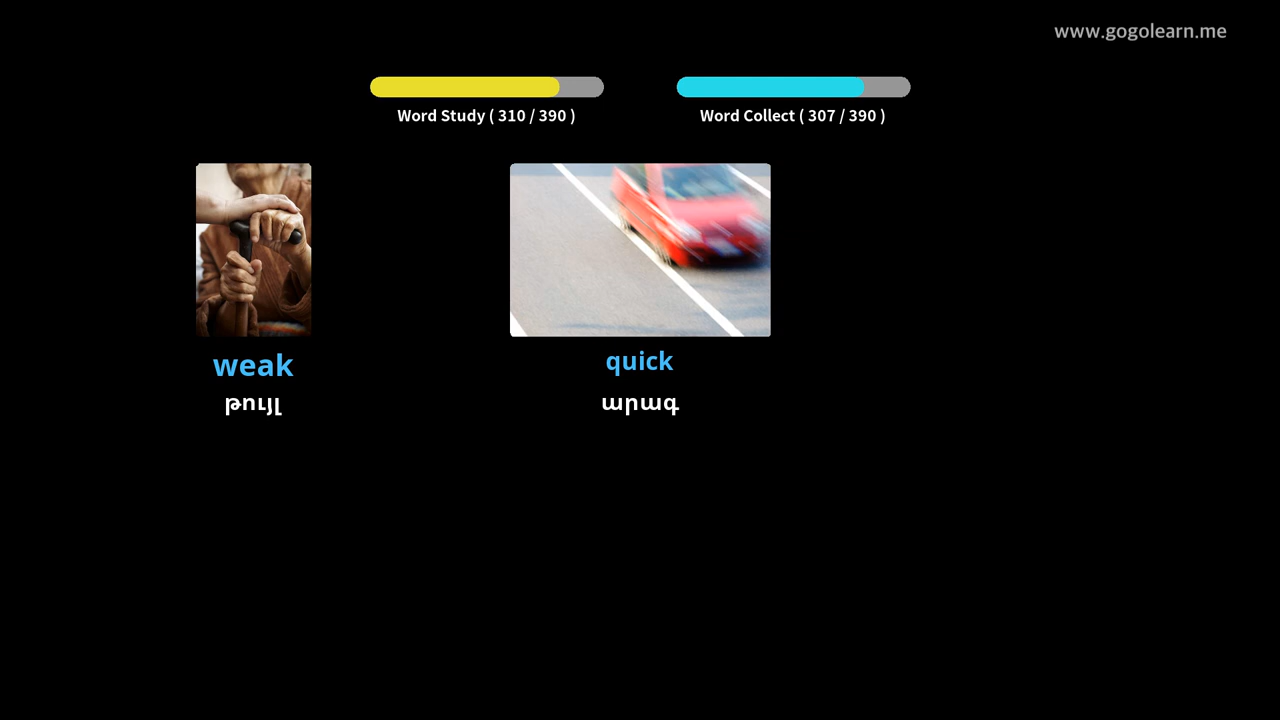 www.gogolearn.me
Word Study ( 310 / 390 )
Word Collect ( 307 / 390 )
weak
թույլ
quick
արագ